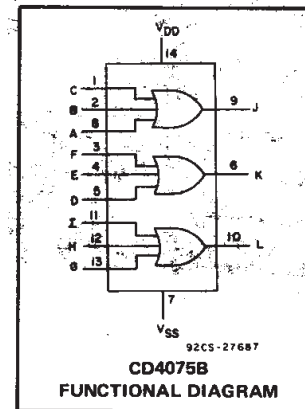 VDD
14
C 1
B 2 9 J
A 8
F 3
E 4 6 K
D 5
I 11
H 12 10 L
G 13
7
VSS
92CS-27687
CD4075B
FUNCTIONAL DIAGRAM